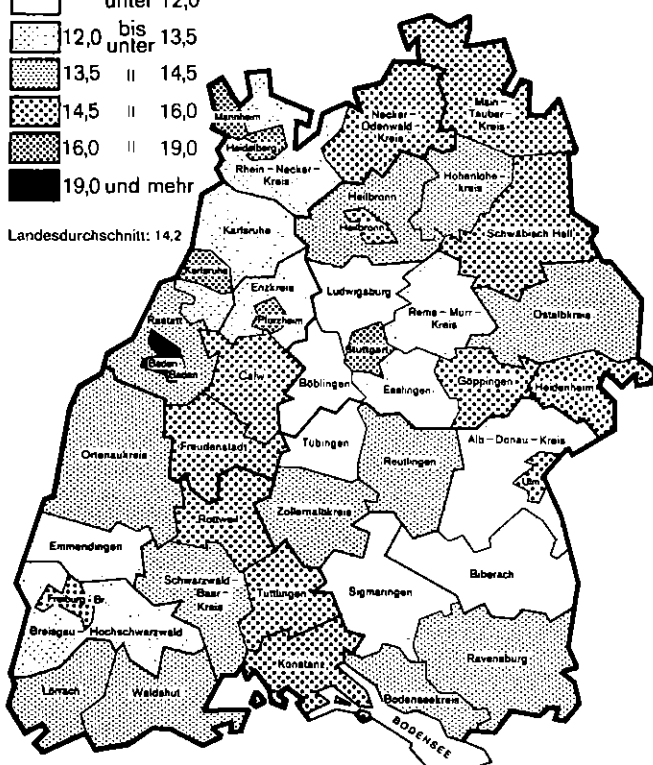 unter 12,0
12,0 bis unter 13,5
13,5 " 14,5
14,5 " 16,0
16,0 " 19,0
19,0 und mehr
Landesdurchschnitt: 14,2
Mannheim
Heidelberg
Rhein – Neckar –
Kreis
Neckar
Odenwald
Kreis
Main –
Tauber –
Kreis
Hohenlohe –
kreis
Heilbronn
Heilbronn
Schwäbisch Hall
Karlsruhe
Karlsruhe
Enzkreis
Pforzheim
Ludwigsburg
Rems – Murr –
Kreis
Ostalbkreis
Rastatt
Baden-
Baden
Calw
Stuttgart
Böblingen
Esslingen
Göppingen
Heidenheim
Ortenaukreis
Freudenstadt
Tübingen
Reutlingen
Alb – Donau – Kreis
Ulm
Rottweil
Zollernalbkreis
Emmendingen
Schwarzwald –
Baar –
Kreis
Tuttlingen
Sigmaringen
Biberach
Freiburg Br.
Breisgau – Hochschwarzwald
Konstanz
Ravensburg
Lörrach
Waldshut
Bodenseekreis
BODENSEE